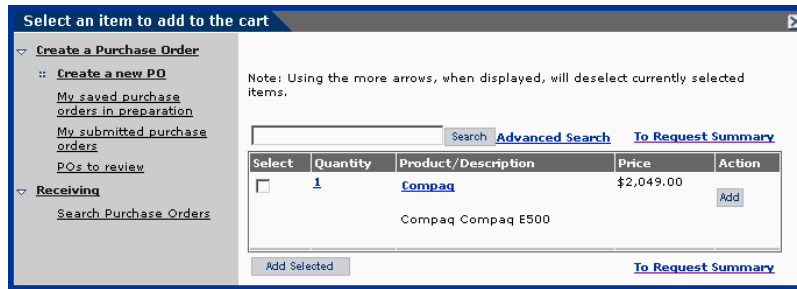 Select an item to add to the cart
Create a Purchase Order
Create a new PO
My saved purchase
orders in preparation
My submitted purchase
orders
POs to review
Receiving
Search Purchase Orders
Note: Using the more arrows, when displayed, will deselect currently selected
items.
Search Advanced Search To Request Summary
Select Quantity Product/Description Price Action
1 Compaq $2,049.00 Add
Compaq Compaq E500
Add Selected To Request Summary